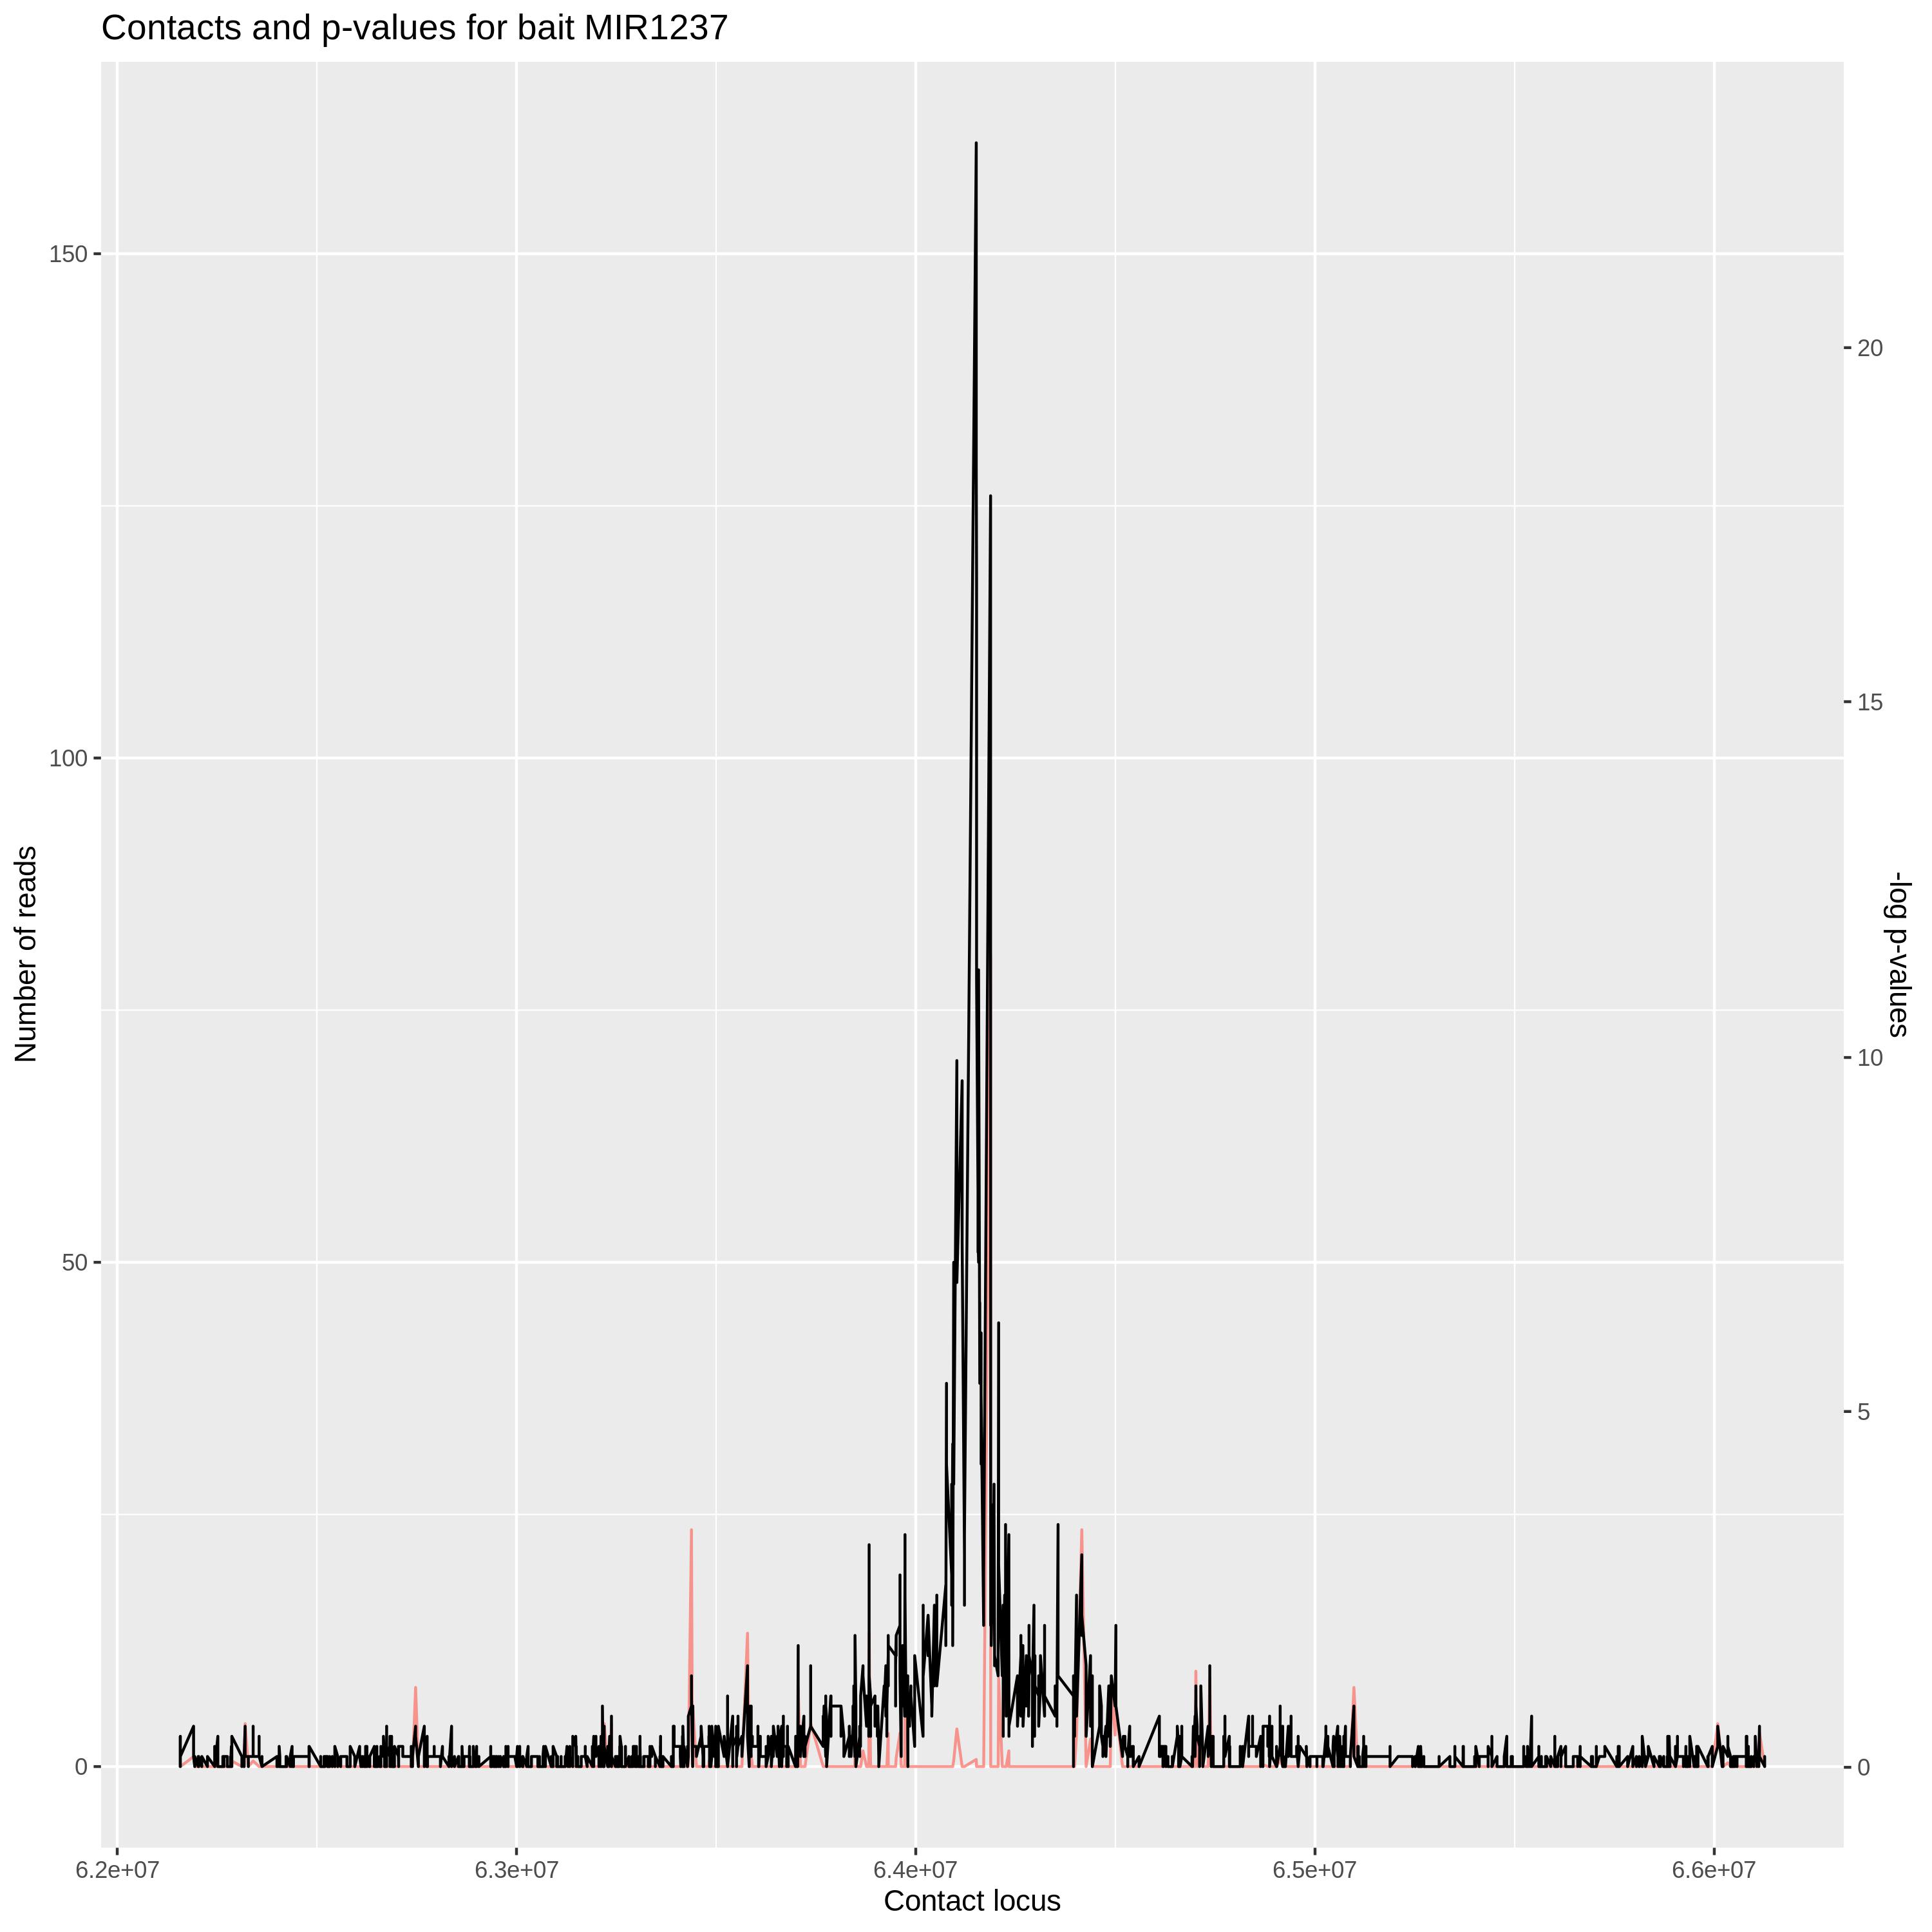 Contacts and p-values for bait MIR1237
150
100
50
0
Number of reads
20
15
10
5
0
-log p-values
6.2e+07
6.3e+07
6.4e+07
6.5e+07
6.6e+07
Contact locus